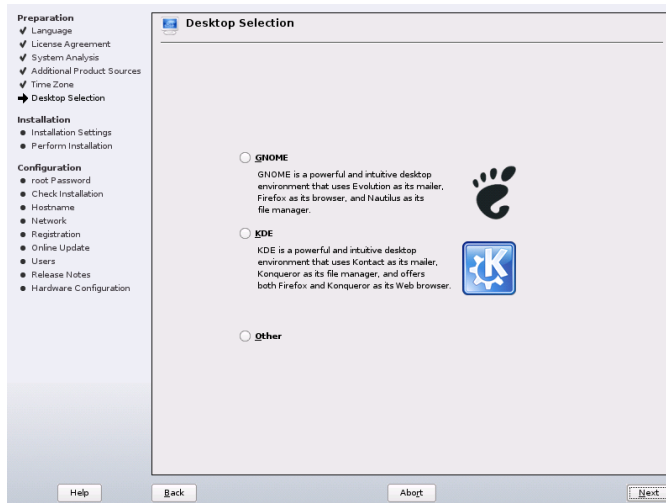 Preparation
Language
License Agreement
System Analysis
Additional Product Sources
Time Zone
Desktop Selection
Installation
Installation Settings
Perform Installation
Configuration
root Password
Check Installation
Hostname
Network
Registration
Online Update
Users
Release Notes
Hardware Configuration
Desktop Selection
GNOME
GNOME is a powerful and intuitive desktop
environment that uses Evolution as its mailer,
Firefox as its browser, and Nautilus as its
file manager.
KDE
KDE is a powerful and intuitive desktop
environment that uses Kontact as its mailer,
Konqueror as its file manager, and offers
both Firefox and Konqueror as its Web browser.
K
Other
Help
Back
Abort
Next